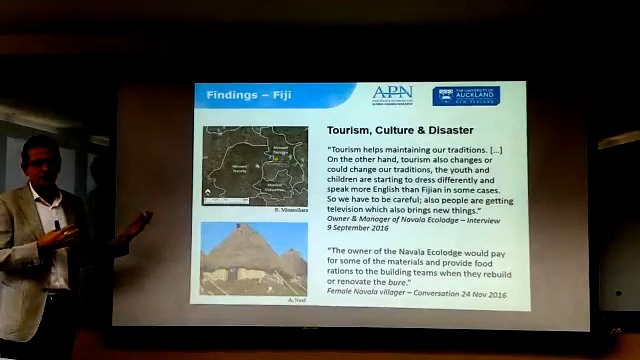 Findings – Fiji
APN
THE UNIVERSITY OF
AUCKLAND
NEW ZEALAND
Tourism, Culture & Disaster
“Tourism helps maintaining our traditions. [...]
On the other hand, tourism also changes or
could change our traditions, the youth and
children are starting to dress differently and
speak more English than Fijian in some cases.
So we have to be careful; also people are getting
television which also brings new things.”
Owner & Manager of Navala Ecolodge – Interview
9 September 2016
“The owner of the Navala Ecolodge would pay
for some of the materials and provide food
rations to the building teams when they rebuild
or renovate the bure.”
Female Navala villager – Conversation 24 Nov 2016
A. Neef